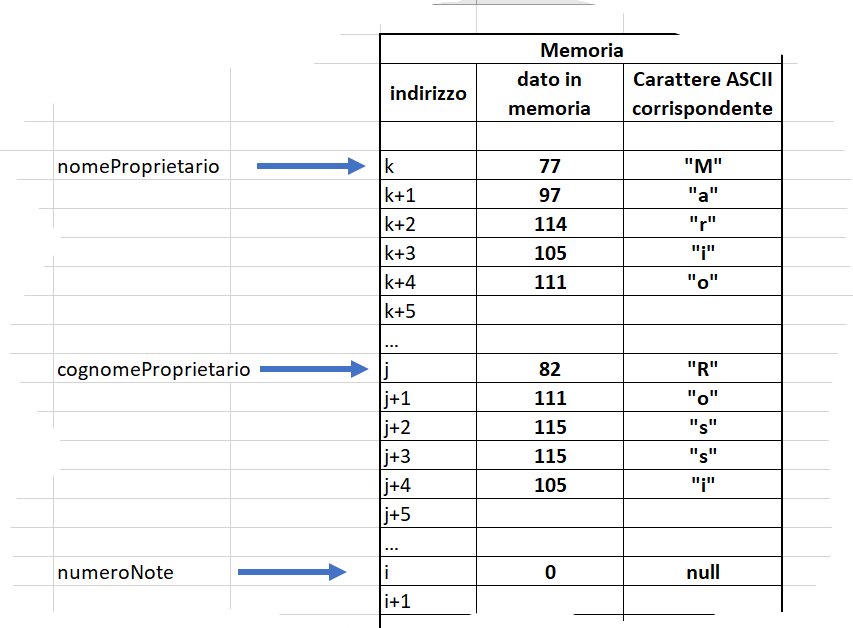 Memoria
indirizzo dato in memoria Carattere ASCII corrispondente
nomeProprietario k 77 "M"
k+1 97 "a"
k+2 114 "r"
k+3 105 "i"
k+4 111 "o"
k+5
...
cognomeProprietario j 82 "R"
j+1 111 "o"
j+2 115 "s"
j+3 115 "s"
j+4 105 "i"
j+5
...
numeroNote i 0 null
i+1